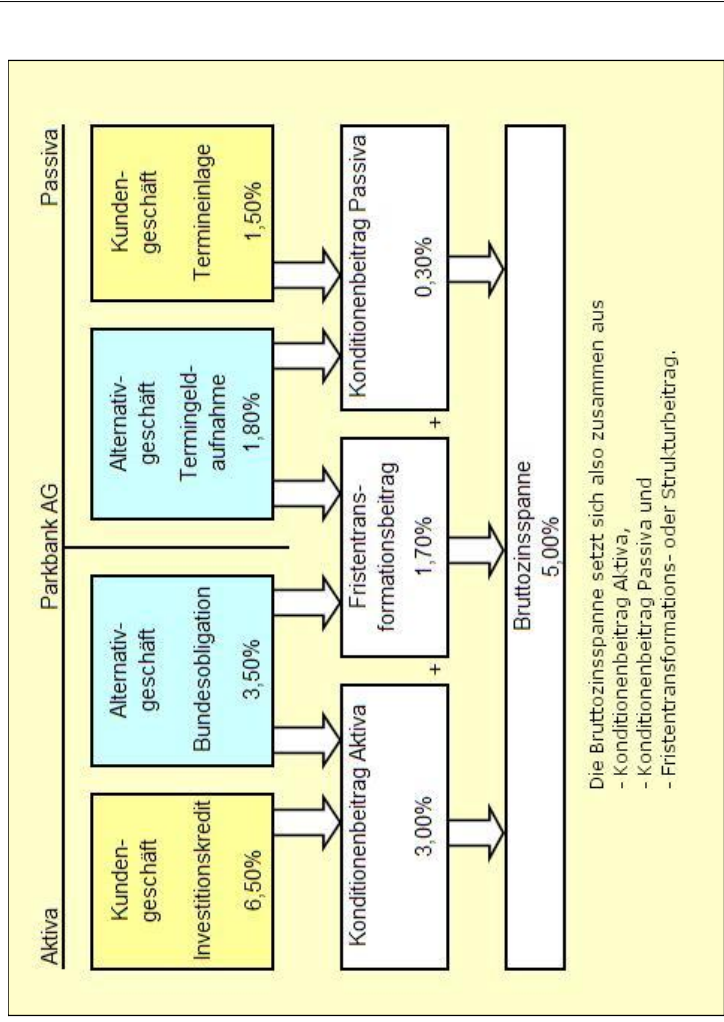 Aktiva
Parkbank AG
Passiva
Kunden-
geschäft
Investitionskredit
6,50%
Alternativ-
geschäft
Bundesobligation
3,50%
Alternativ-
geschäft
Termingeld-
aufnahme
1,80%
Kunden-
geschäft
Termineinlage
1,50%
Konditionenbeitrag Aktiva
3,00%
+
Fristentrans-
formationsbeitrag
1,70%
+
Konditionenbeitrag Passiva
0,30%
Bruttozinsspanne
5,00%
Die Bruttozinsspanne setzt sich also zusammen aus
- Konditionenbeitrag Aktiva,
- Konditionenbeitrag Passiva und
- Fristentransformations- oder Strukturbeitrag.